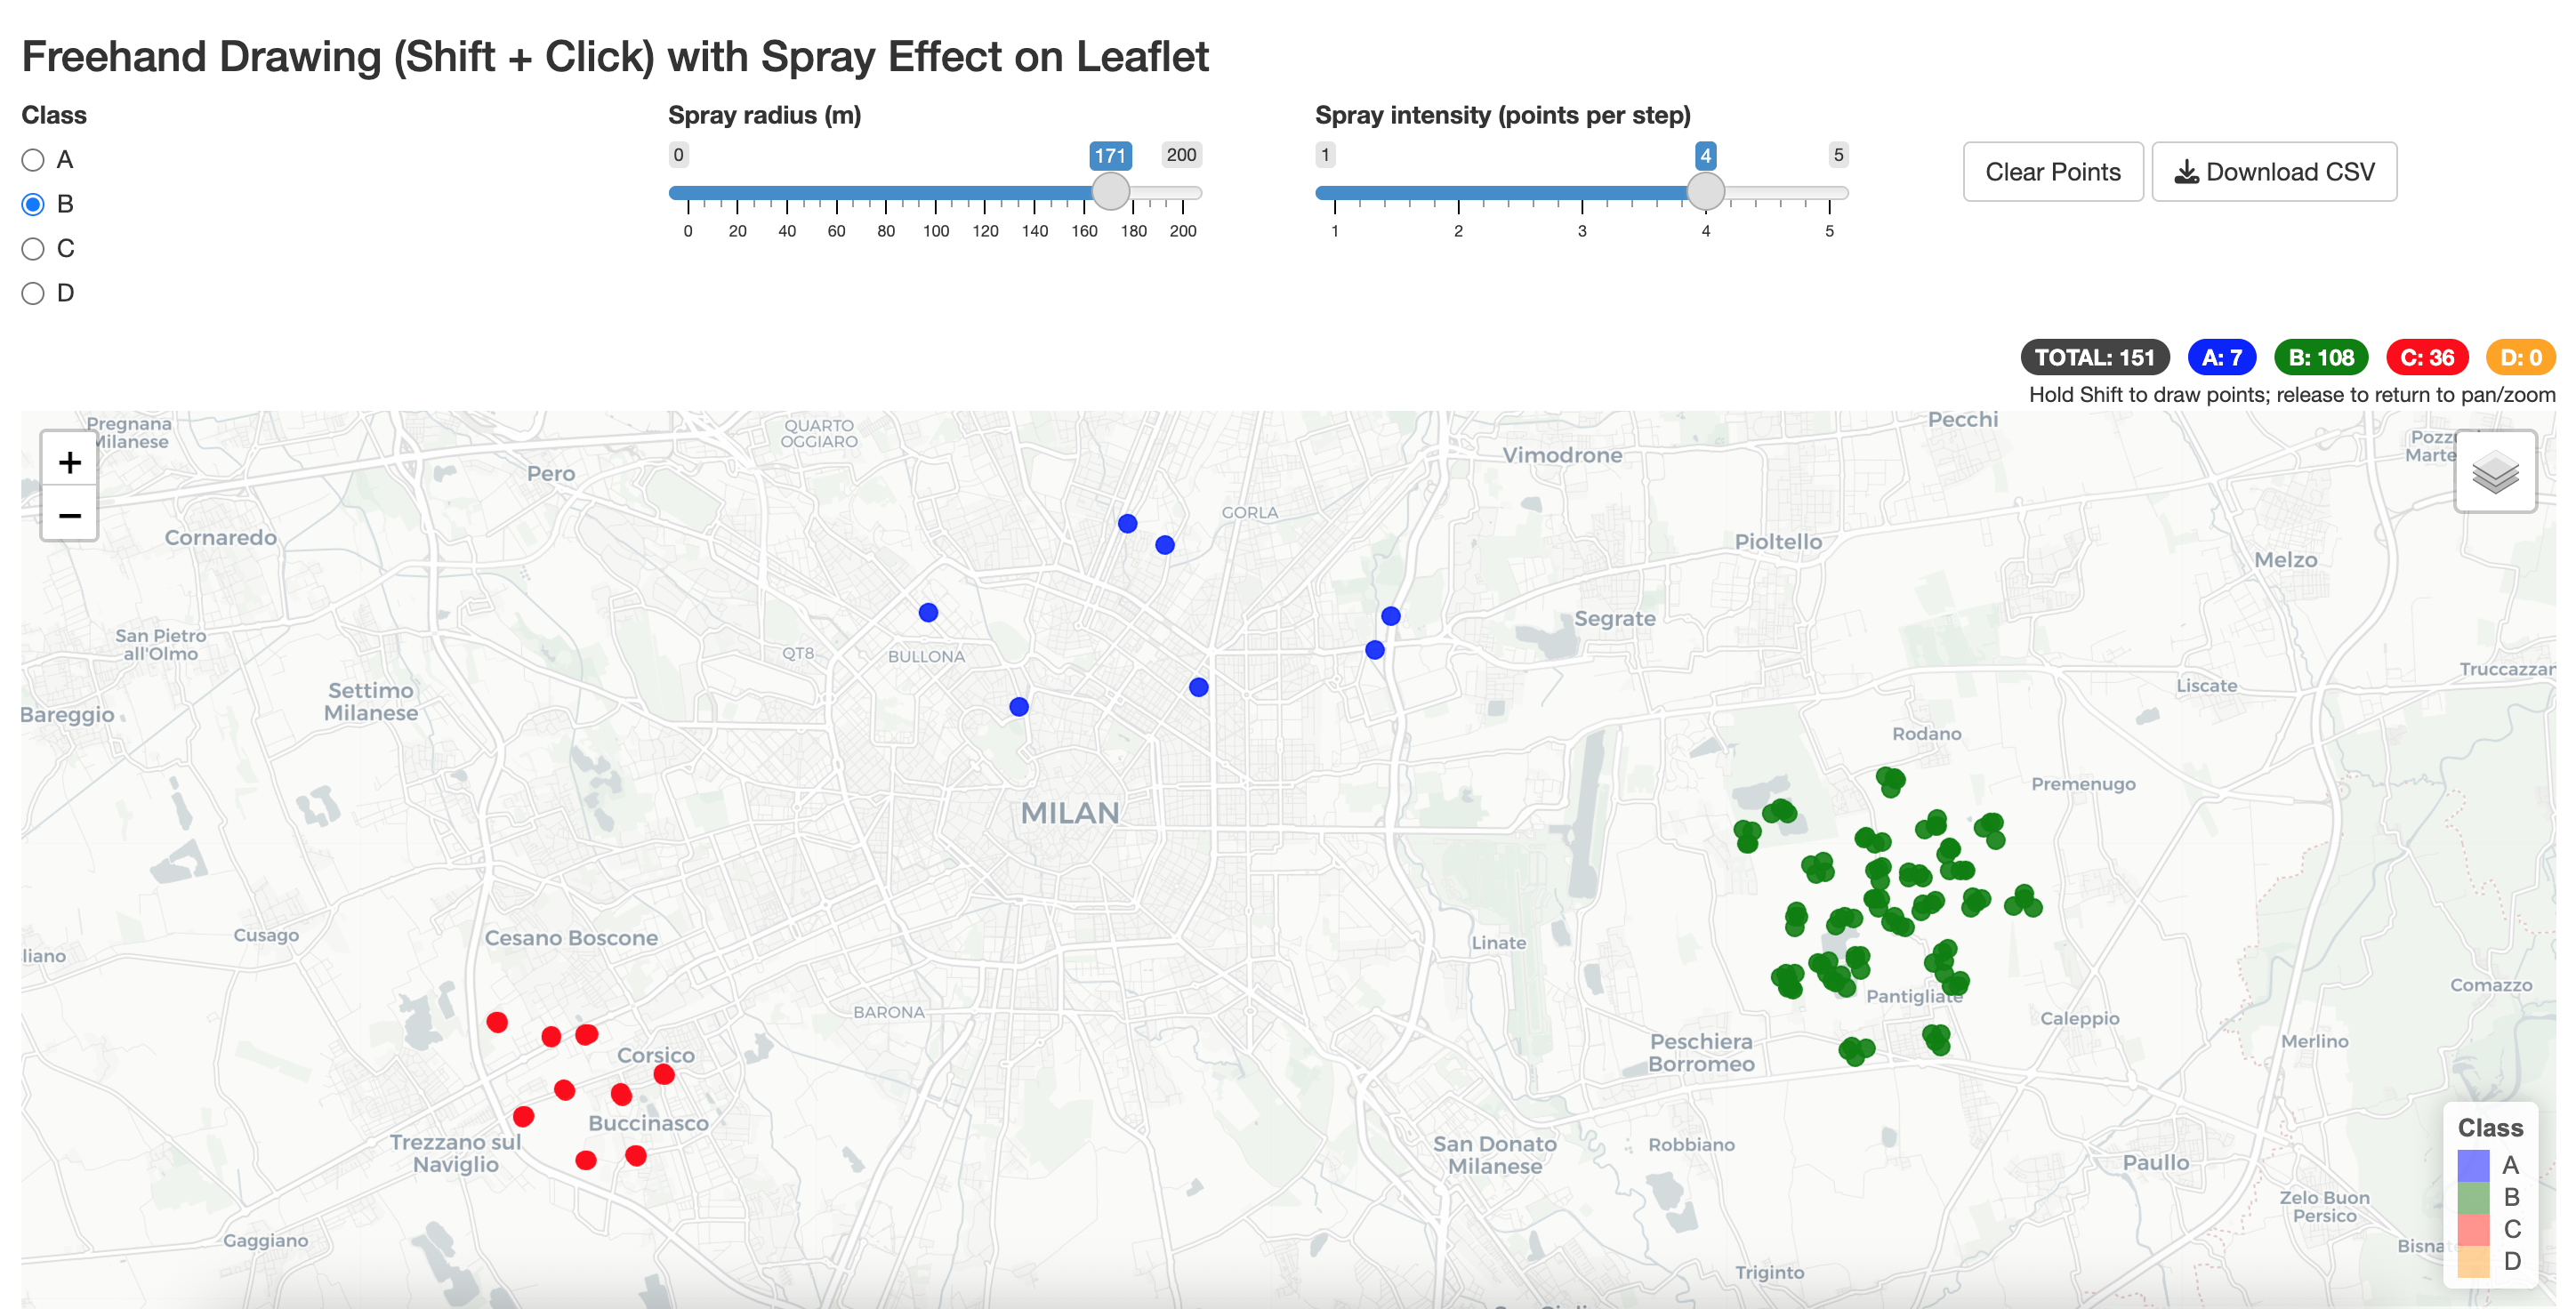 Freehand Drawing (Shift + Click) with Spray Effect on Leaflet
Class
A
B
C
D
Spray radius (m)
0
171
200
0 20 40 60 80 100 120 140 160 180 200
Spray intensity (points per step)
1
4
5
1 2 3 4 5
Clear Points
Download CSV
TOTAL: 151
A: 7
B: 108
C: 36
D: 0
Hold Shift to draw points; release to return to pan/zoom
+
−
Pregnana
Milanese
QUARTO
OGGIARO
Pecchi
Vimodrone
Pero
GORLA
Cornaredo
Pioltello
Melzo
Segrate
San Pietro
all'Olmo
QT8
BULLONA
Truccazzan
Settimo
Milanese
Liscate
Bareggio
Rodano
Premenugo
MILAN
Cusago
Cesano Boscone
Linate
liano
Comazzo
Pantigliate
BARONA
Caleppio
Merlino
Corsico
Peschiera
Borromeo
Buccinasco
Trezzano sul
Naviglio
San Donato
Milanese
Robbiano
Paullo
Zelo Buon
Persico
Gaggiano
Bisna
Triginto
Class
A
B
C
D